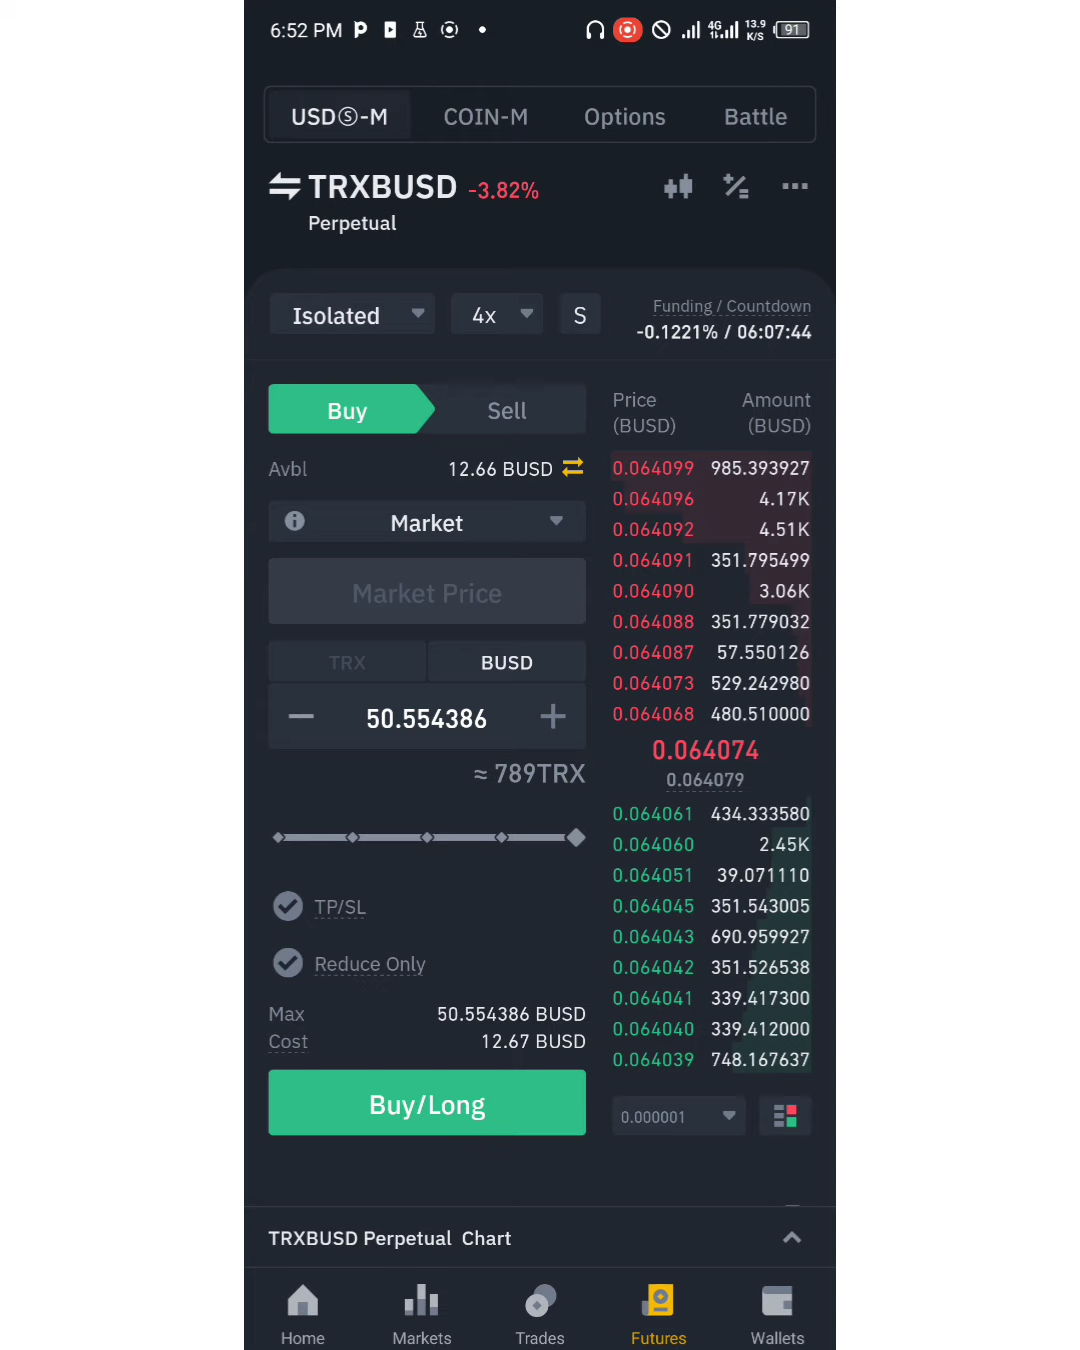 6:52 PM
4G
13.9
K/S
91
USDⓈ-M
COIN-M
Options
Battle
TRXBUSD -3.82%
Perpetual
Isolated
4x
S
Funding / Countdown
-0.1221% / 06:07:44
Buy
Sell
Avbl
12.66 BUSD
Market
Market Price
TRX
BUSD
50.554386
≈ 789TRX
TP/SL
Reduce Only
Max
50.554386 BUSD
Cost
12.67 BUSD
Buy/Long
Price
(BUSD)
Amount
(BUSD)
0.064099 985.393927
0.064096 4.17K
0.064092 4.51K
0.064091 351.795499
0.064090 3.06K
0.064088 351.779032
0.064087 57.550126
0.064073 529.242980
0.064068 480.510000
0.064074
0.064079
0.064061 434.333580
0.064060 2.45K
0.064051 39.071110
0.064045 351.543005
0.064043 690.959927
0.064042 351.526538
0.064041 339.417300
0.064040 339.412000
0.064039 748.167637
0.000001
TRXBUSD Perpetual Chart
Home
Markets
Trades
Futures
Wallets